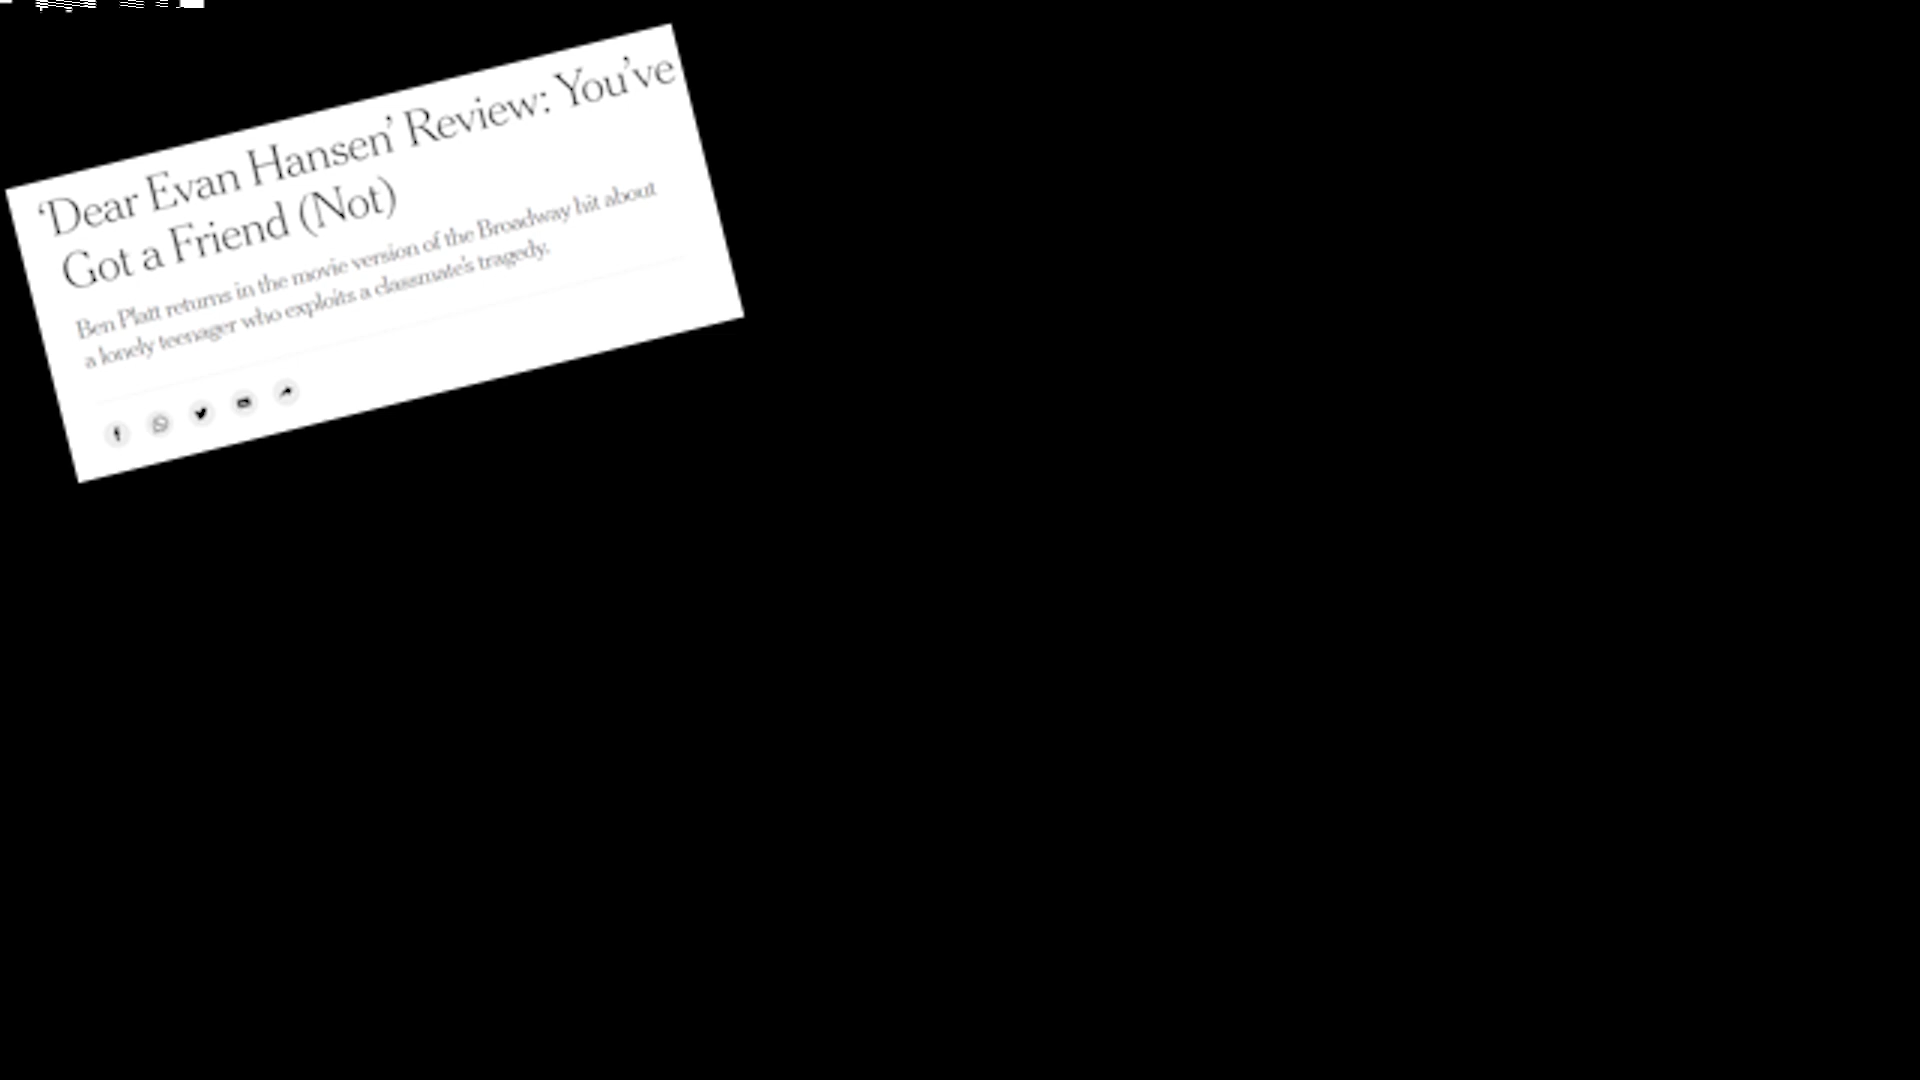 ‘Dear Evan Hansen’ Review: You’ve
Got a Friend (Not)
Ben Platt returns in the movie version of the Broadway hit about
a lonely teenager who exploits a classmate’s tragedy.